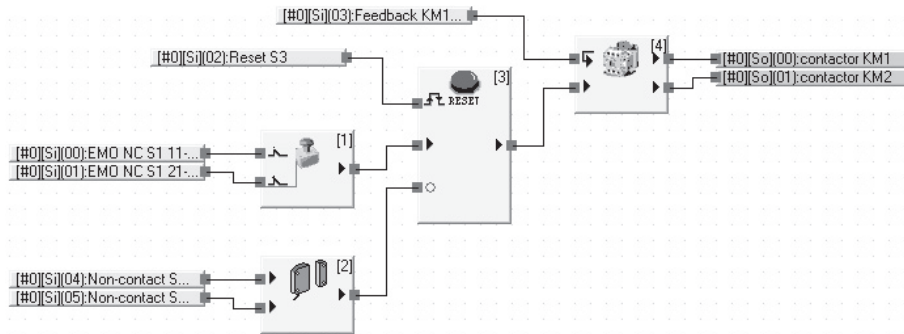 [#0][Si](03):Feedback KM1...
[#0][Si](02):Reset S3
[4]
[#0][So](00):contactor KM1
[#0][So](01):contactor KM2
[3]
RESET
[1]
[#0][Si](00):EMO NC S1 11-...
[#0][Si](01):EMO NC S1 21-...
[2]
[#0][Si](04):Non-contact S...
[#0][Si](05):Non-contact S...